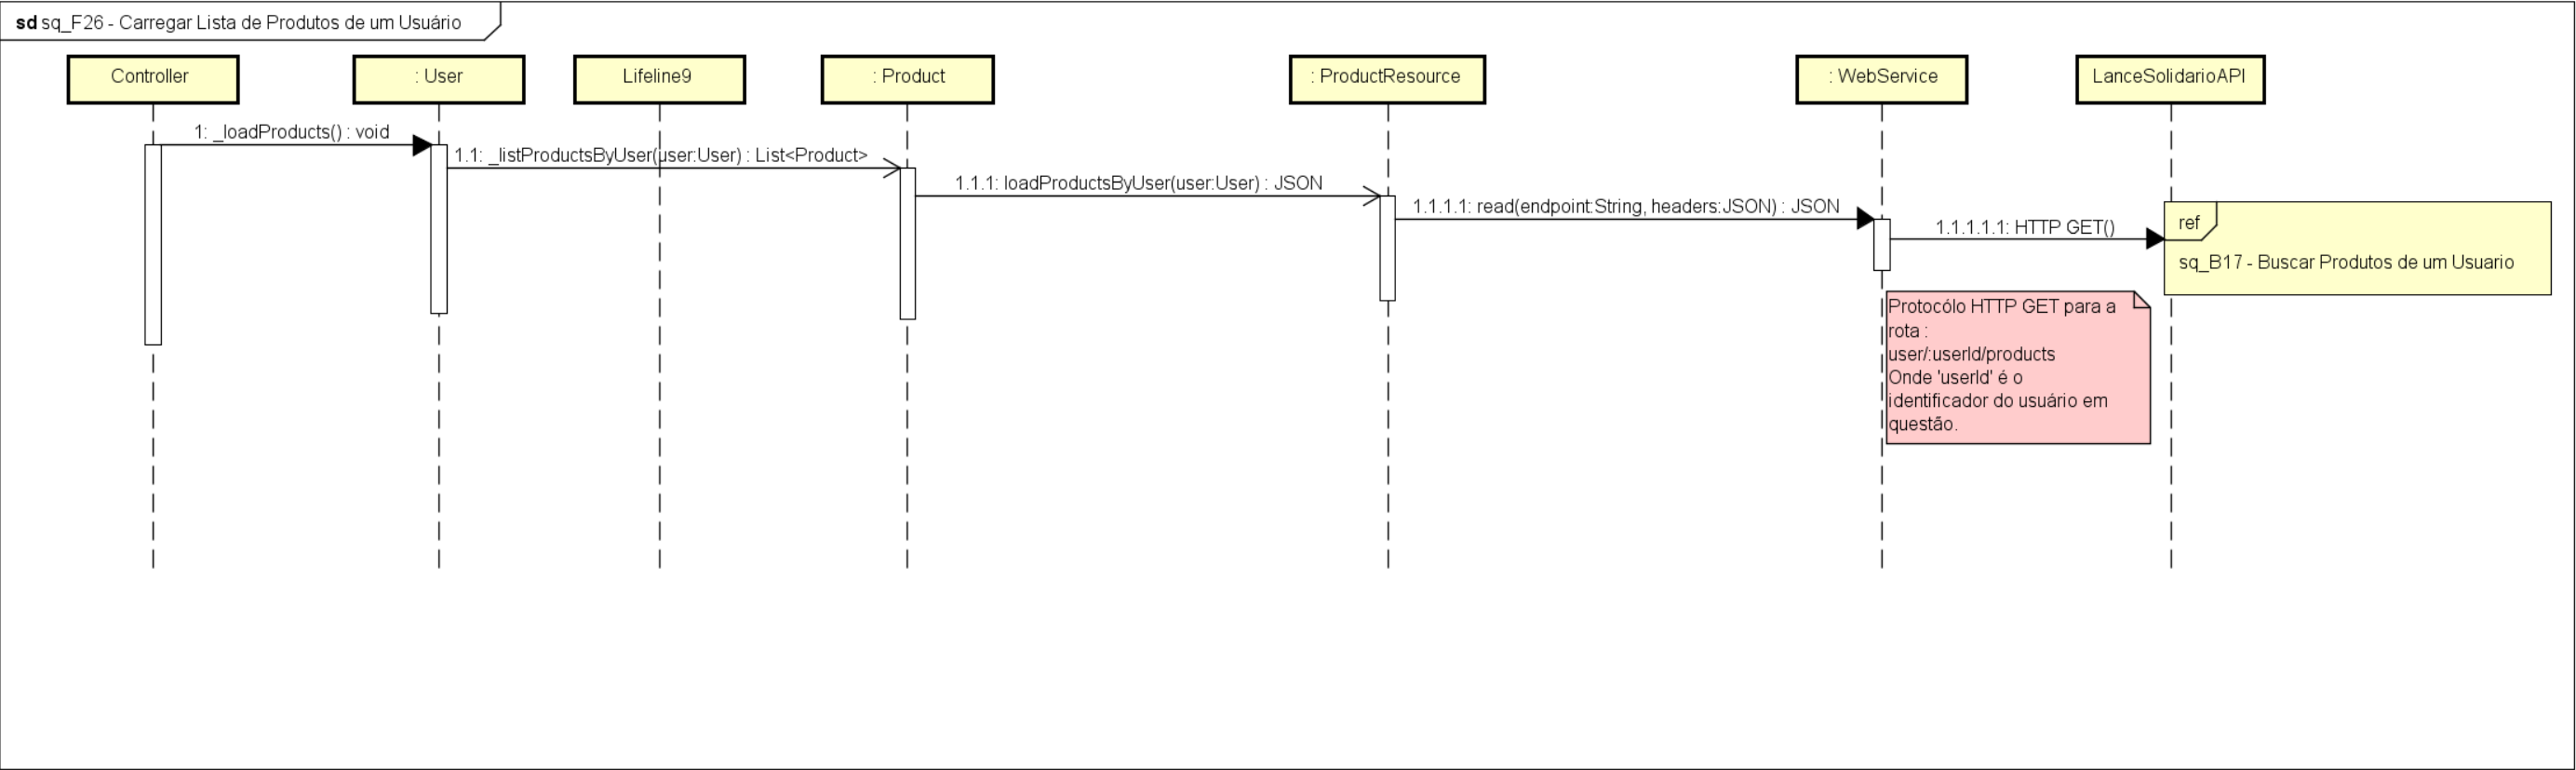 sd sq_F26 - Carregar Lista de Produtos de um Usuário
Controller
: User
Lifeline9
: Product
: ProductResource
: WebService
LanceSolidarioAPI
1: _loadProducts() : void
1.1: _listProductsByUser(user:User) : List<Product>
1.1.1: loadProductsByUser(user:User) : JSON
1.1.1.1: read(endpoint:String, headers:JSON) : JSON
1.1.1.1.1: HTTP GET()
ref
sq_B17 - Buscar Produtos de um Usuario
Protocólo HTTP GET para a
rota :
user/:userId/products
Onde 'userId' é o
identificador do usuário em
questão.